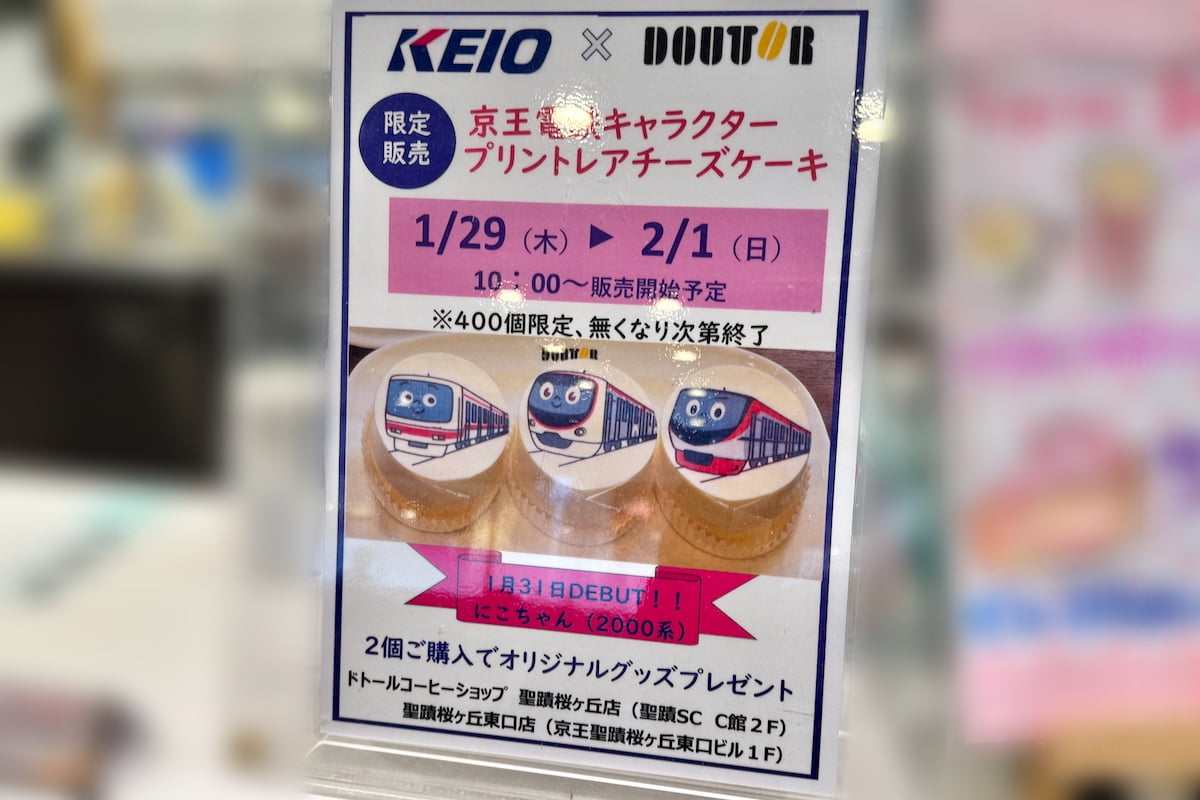 KEIO × DOUTOR
限定
販売
京王電鉄キャラクター
プリントレアチーズケーキ
1/29（木）▶ 2/1（日）
10：00～販売開始予定
※400個限定、無くなり次第終了
DOUTOR
1月31日DEBUT！！
にこちゃん（2000系）
2個ご購入でオリジナルグッズプレゼント
ドトールコーヒーショップ 聖蹟桜ヶ丘店（聖蹟SC C館2F）
聖蹟桜ヶ丘東口店（京王聖蹟桜ヶ丘東口ビル1F）